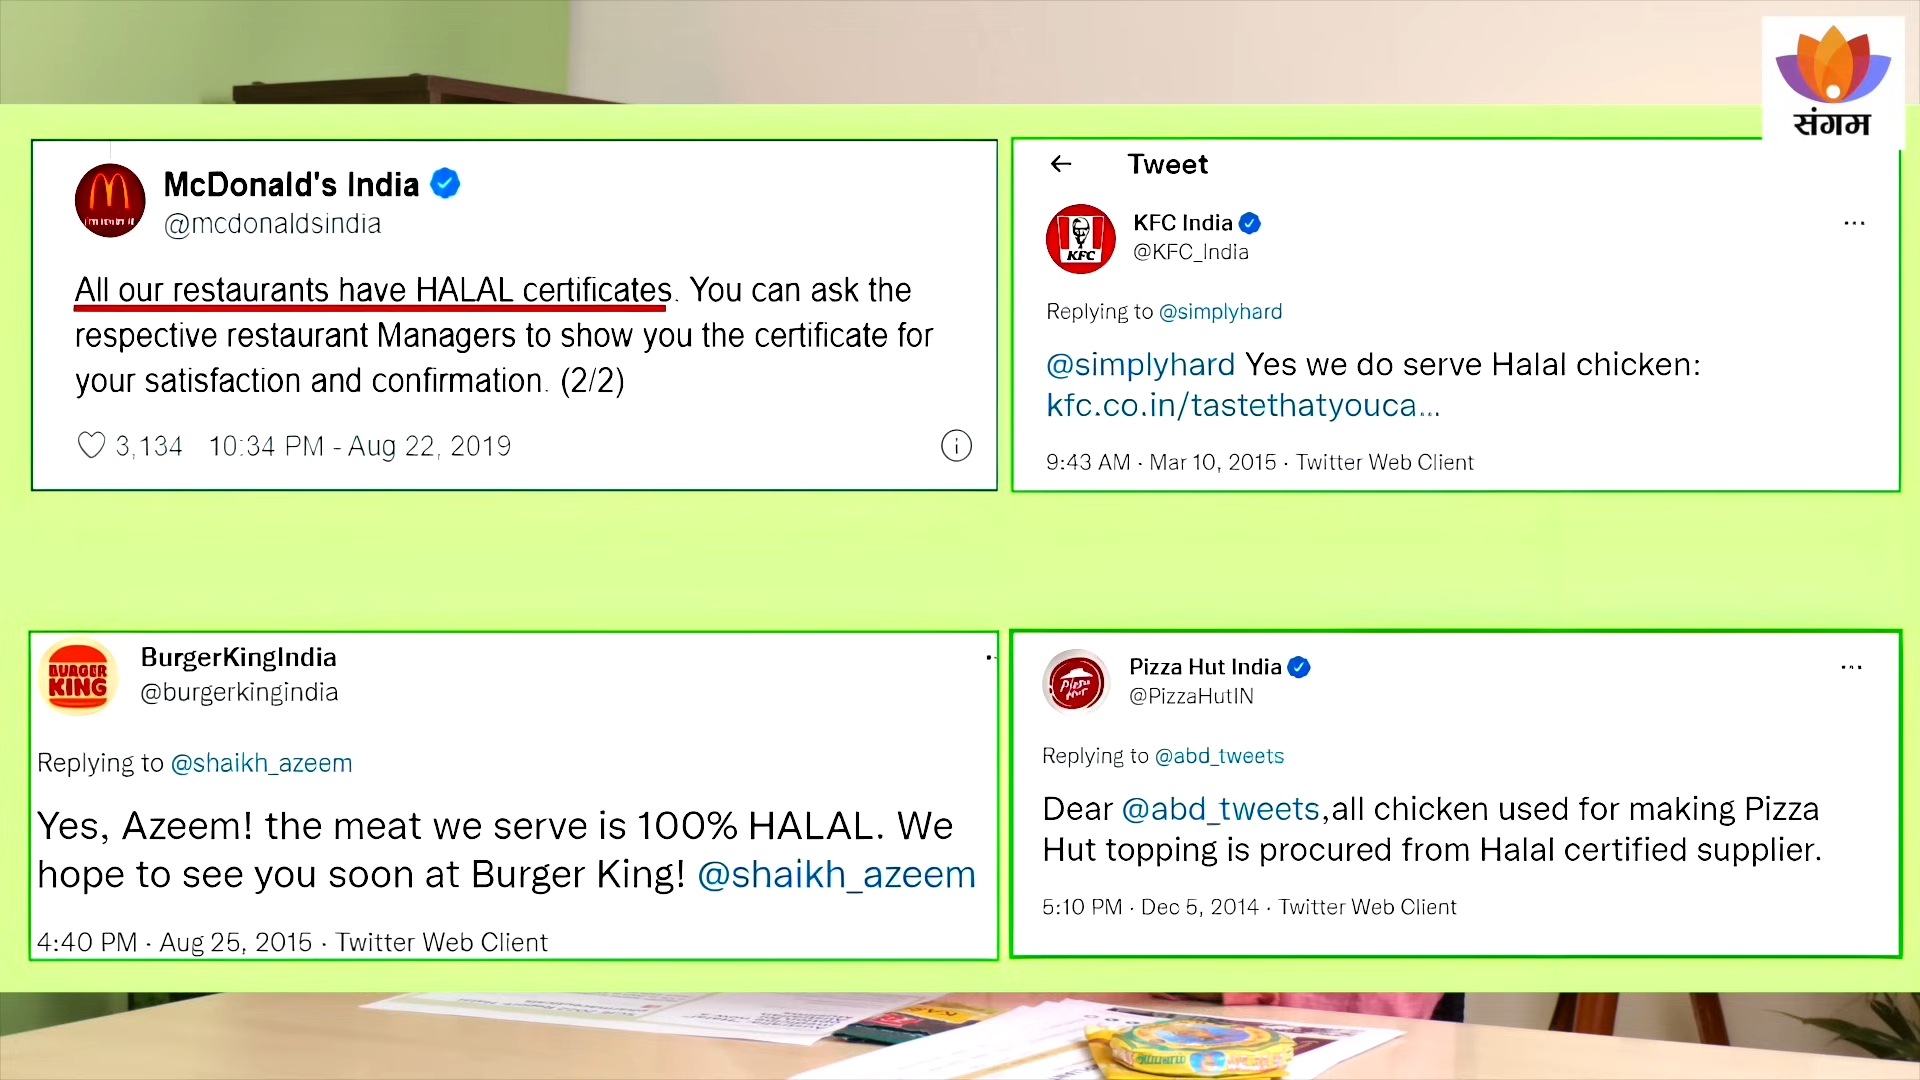 संगम
McDonald's India
@mcdonaldsindia
All our restaurants have HALAL certificates. You can ask the
respective restaurant Managers to show you the certificate for
your satisfaction and confirmation. (2/2)
3,134 10:34 PM - Aug 22, 2019
Tweet
KFC India
@KFC_India
KFC
Replying to @simplyhard
@simplyhard Yes we do serve Halal chicken:
kfc.co.in/tastethatyouca...
9:43 AM · Mar 10, 2015 · Twitter Web Client
BURGER
KING
BurgerKingIndia
@burgerkingindia
Replying to @shaikh_azeem
Yes, Azeem! the meat we serve is 100% HALAL. We
hope to see you soon at Burger King! @shaikh_azeem
4:40 PM · Aug 25, 2015 · Twitter Web Client
Pizza Hut India
@PizzaHutIN
Replying to @abd_tweets
Dear @abd_tweets,all chicken used for making Pizza
Hut topping is procured from Halal certified supplier.
5:10 PM · Dec 5, 2014 · Twitter Web Client